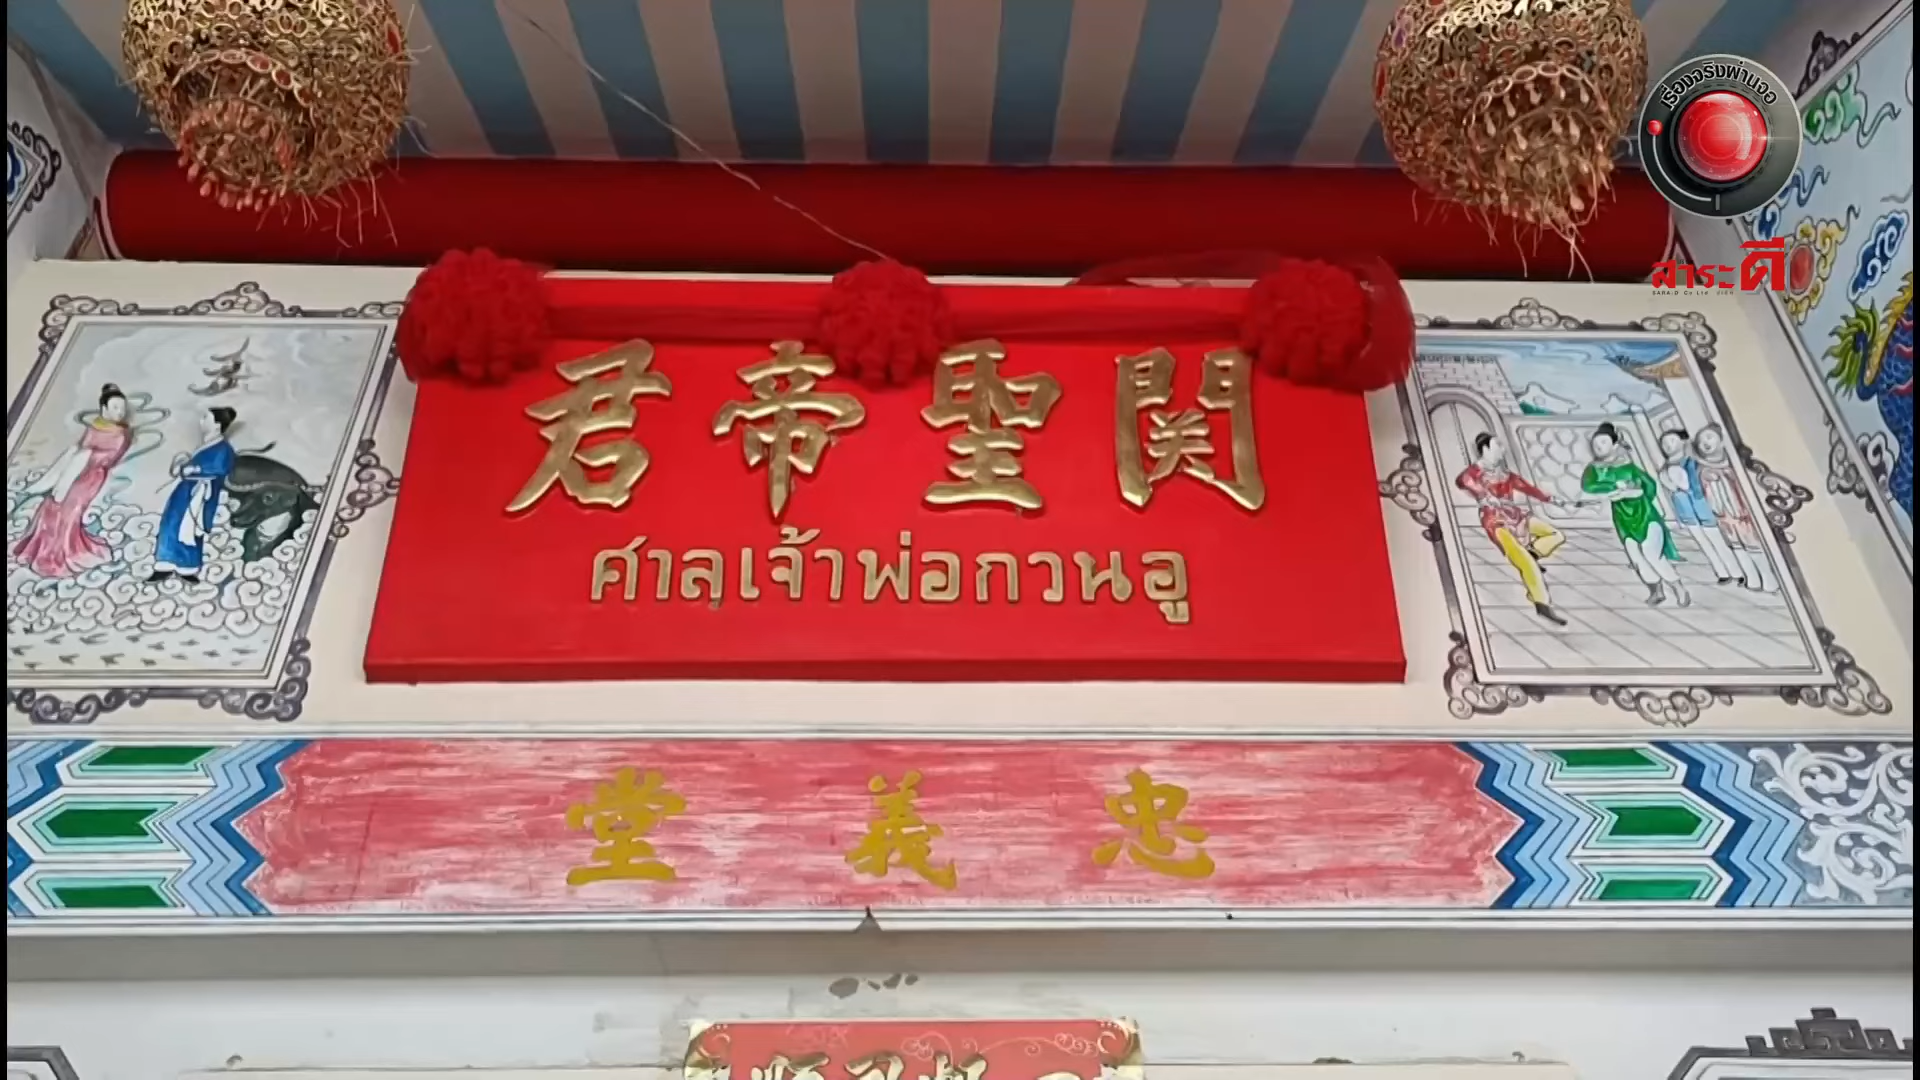 เรื่องจริงผ่านจอ
สาระดี
関聖帝君
ศาลเจ้าพ่อกวนอู
忠義堂